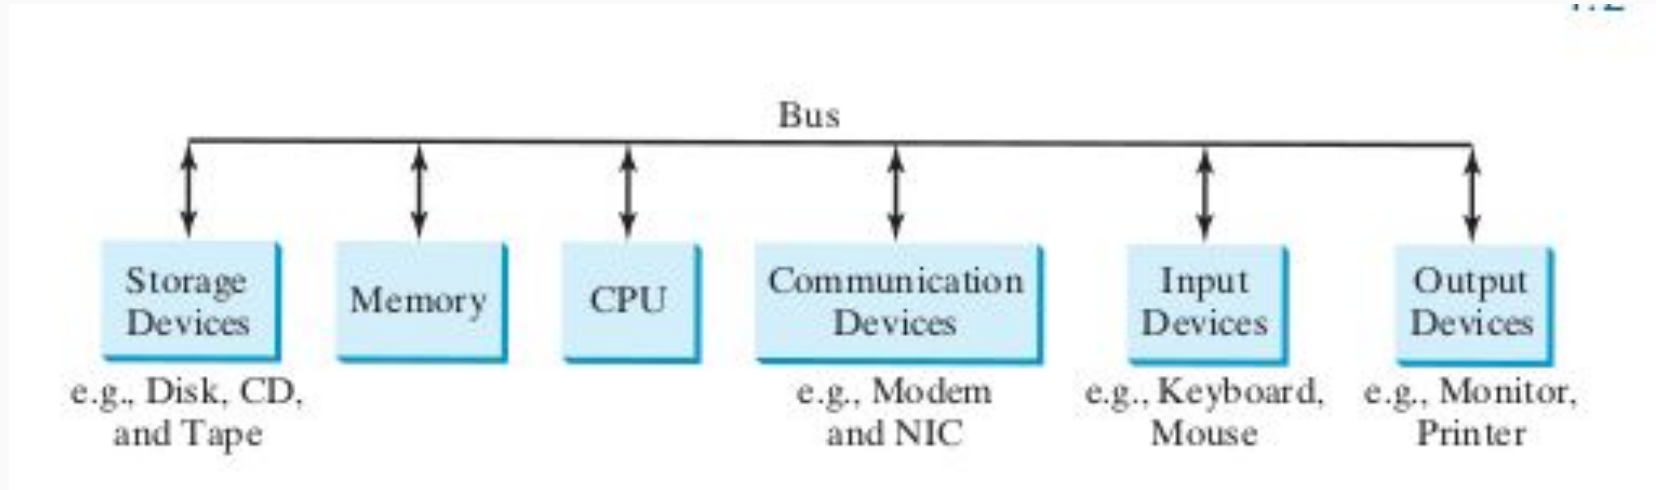 Bus
Storage
Devices
Memory
CPU
Communication
Devices
Input
Devices
Output
Devices
e.g., Disk, CD,
and Tape
e.g., Modem
and NIC
e.g., Keyboard,
Mouse
e.g., Monitor,
Printer